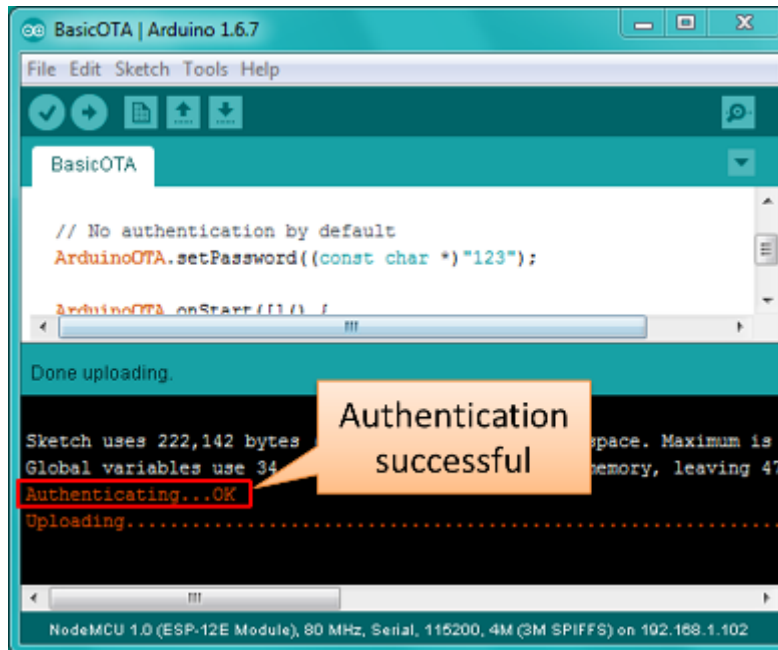 BasicOTA | Arduino 1.6.7
File Edit Sketch Tools Help
BasicOTA
// No authentication by default
ArduinoOTA.setPassword((const char *)"123");
ArduinoOTA onStart([]() {
Done uploading.
Authentication
successful
Sketch uses 222,142 bytes space. Maximum is
Global variables use 34 memory, leaving 47
Authenticating...OK
Uploading............................................................
NodeMCU 1.0 (ESP-12E Module), 80 MHz, Serial, 115200, 4M (3M SPIFFS) on 192.168.1.102